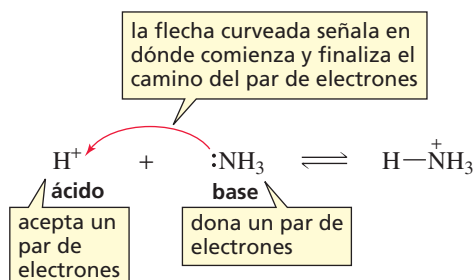 la flecha curveada señala en
dónde comienza y finaliza el
camino del par de electrones
H⁺ + :NH₃ ⇌ H—N⁺H₃
ácido base
acepta un
par de
electrones
dona un par de
electrones